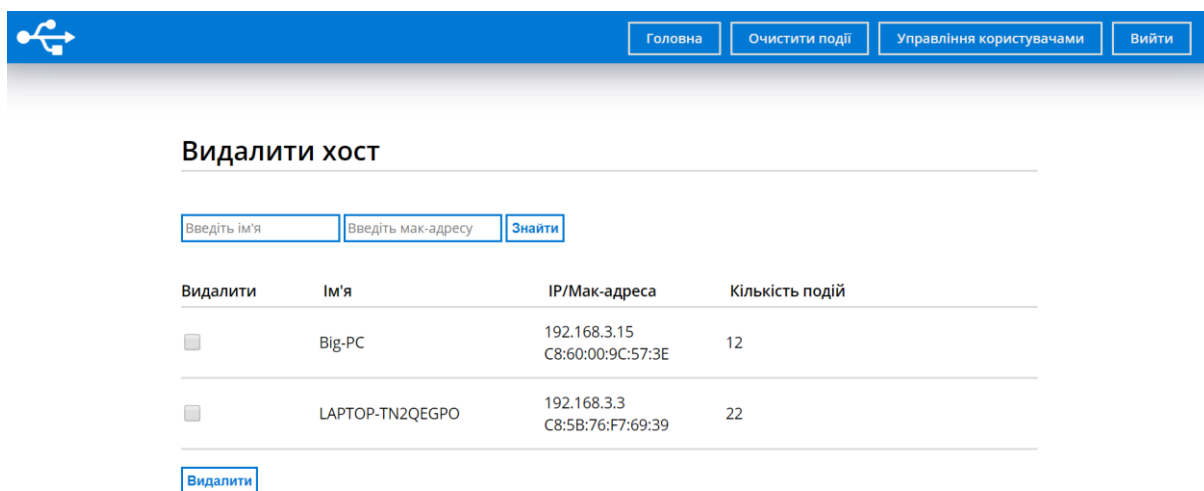 Головна Очистити події Управління користувачами Вийти
Видалити хост
Введіть ім'я Введіть мак-адресу Знайти
Видалити Ім'я IP/Мак-адреса Кількість подій
192.168.3.15
Big-PC 12
C8:60:00:9C:57:3E
192.168.3.3
LAPTOP-TN2QEGPO 22
C8:5B:76:F7:69:39
Видалити